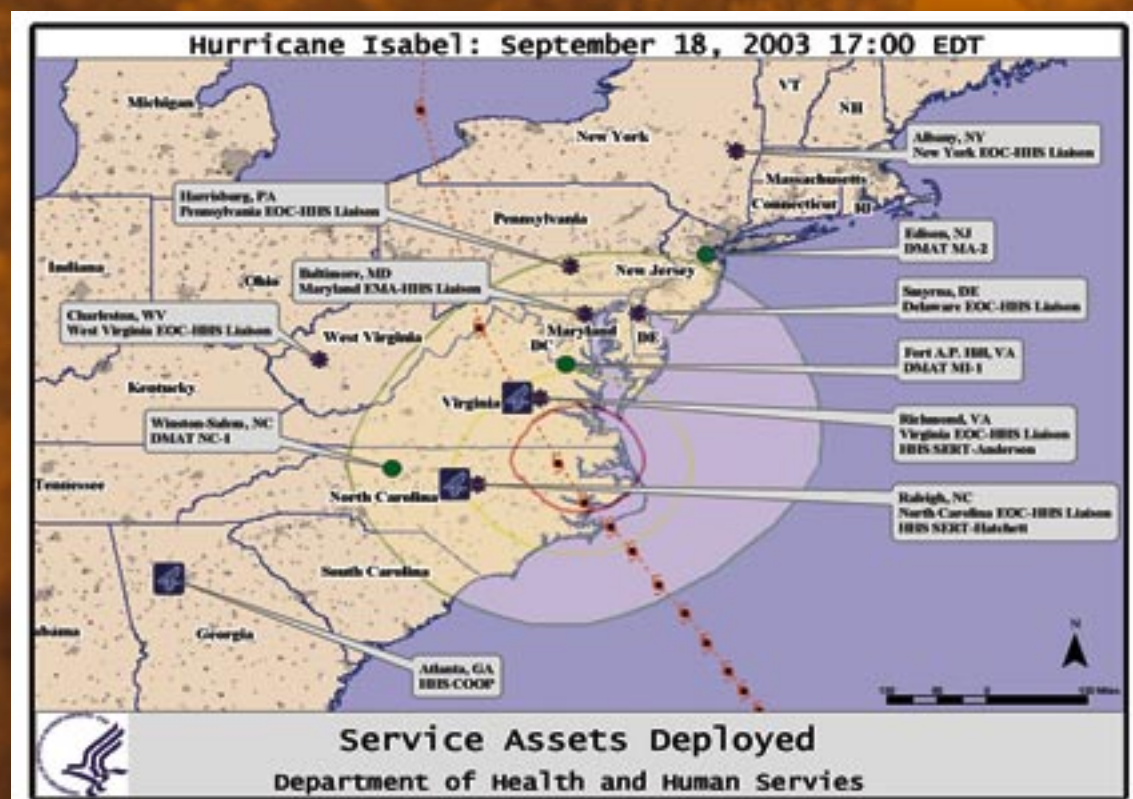 Hurricane Isabel: September 18, 2003 17:00 EDT
Michigan
VT
NH
New York
Albany, NY
New York EOC-HHS Liaison
Massachusetts
Connecticut
RI
Harrisburg, PA
Pennsylvania EOC-HHS Liaison
Pennsylvania
Edison, NJ
DMAT MA-2
Indiana
Ohio
Baltimore, MD
Maryland EMA-HHS Liaison
New Jersey
Smyrna, DE
Delaware EOC-HHS Liaison
Charleston, WV
West Virginia EOC-HHS Liaison
West Virginia
Maryland
DC
DE
Fort A.P. Hill, VA
DMAT MI-1
Kentucky
Virginia
Richmond, VA
Virginia EOC-HHS Liaison
HHS SERT-Anderson
Winston-Salem, NC
DMAT NC-1
Tennessee
North Carolina
Raleigh, NC
North Carolina EOC-HHS Liaison
HHS SERT-Hatchett
South Carolina
abama
Georgia
Atlanta, GA
HHS COOP
N
Service Assets Deployed
Department of Health and Human Servies